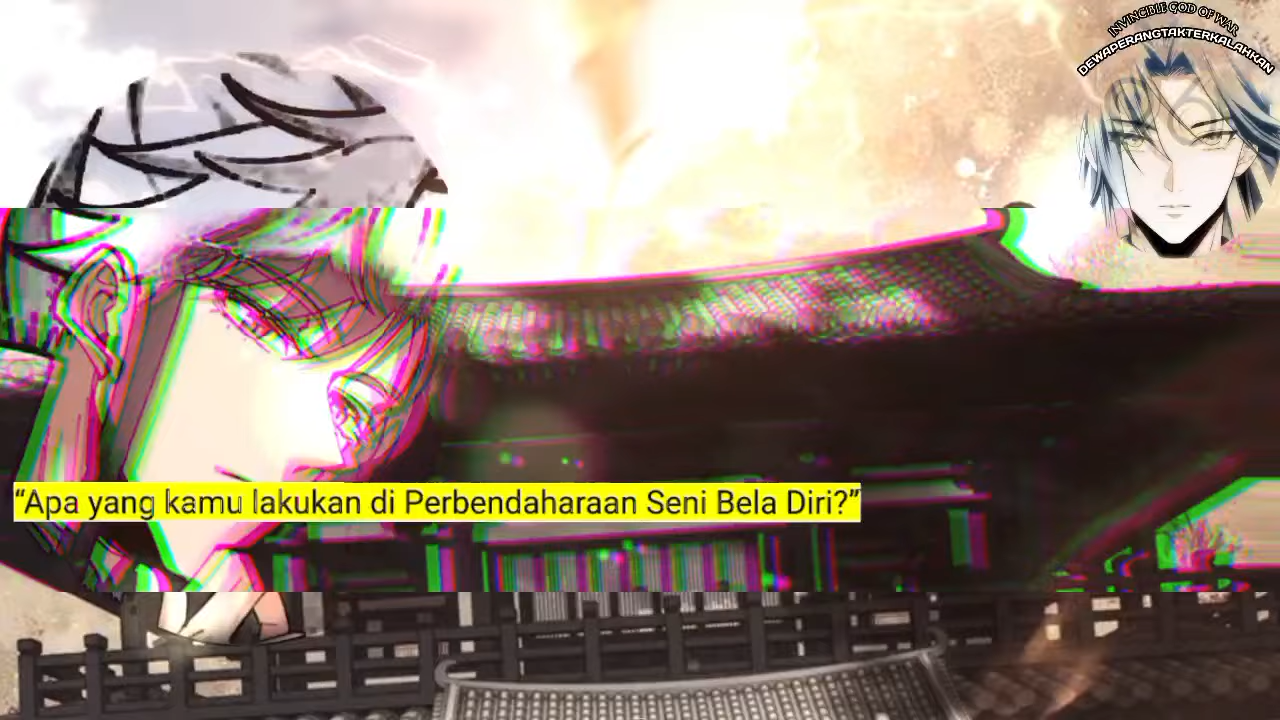 INVINCIBLE GOD OF WAR
DEWAPERANGTAKTERKALAHKAN
“Apa yang kamu lakukan di Perbendaharaan Seni Bela Diri?”